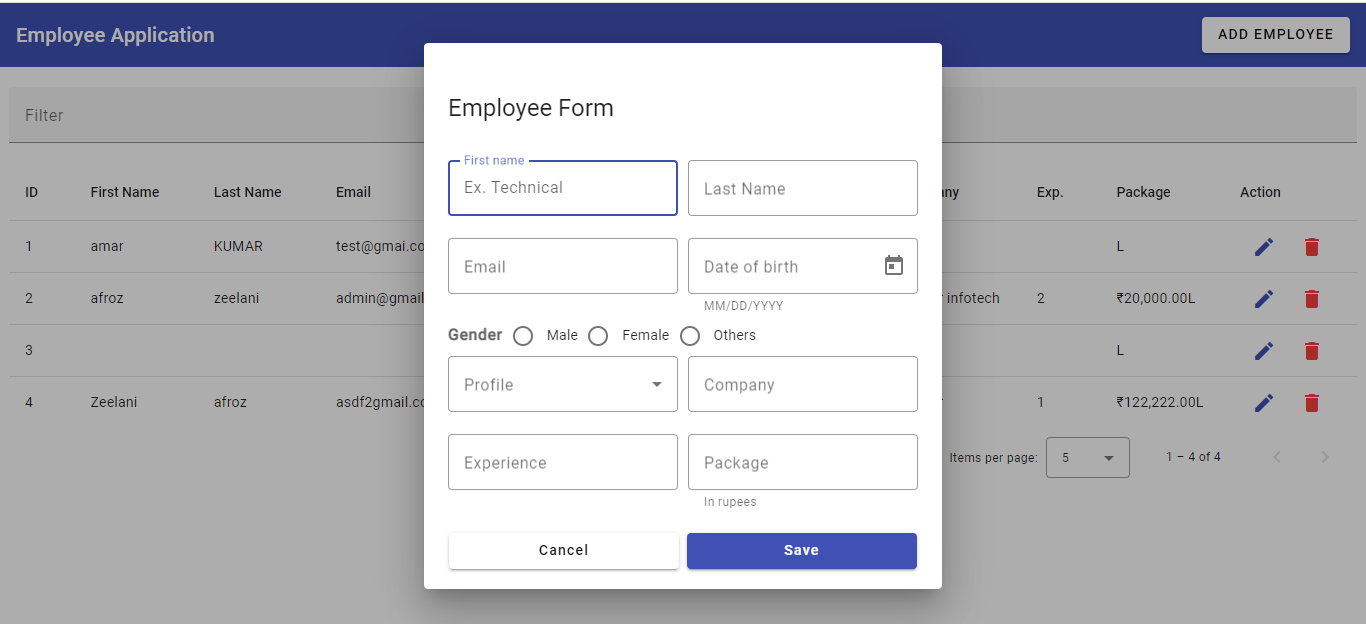 Employee Application
ADD EMPLOYEE
Filter
ID First Name Last Name Email Exp. Package Action
1 amar KUMAR test@gmai.co L
2 afroz zeelani admin@gmail infotech 2 ₹20,000.00L
3 L
4 Zeelani afroz asdf2gmail.co 1 ₹122,222.00L
Items per page: 5 1 – 4 of 4
Employee Form
First name
Ex. Technical
Last Name
Email
Date of birth
MM/DD/YYYY
Gender Male Female Others
Profile
Company
Experience
Package
In rupees
Cancel
Save